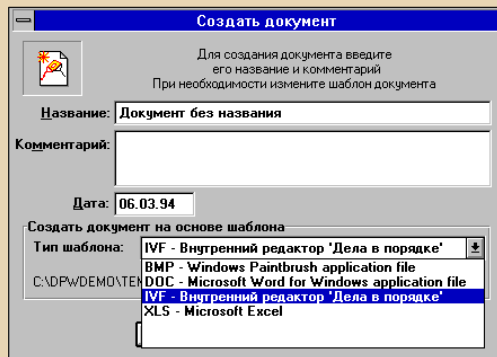 Создать документ
Для создания документа введите
его название и комментарий
При необходимости измените шаблон документа
Название: Документ без названия
Комментарий:
Дата: 06.03.94
Создать документ на основе шаблона
Тип шаблона: IVF - Внутренний редактор 'Дела в порядке'
BMP - Windows Paintbrush application file
C:\DPWDEMO\TEM DOC - Microsoft Word for Windows application file
IVF - Внутренний редактор 'Дела в порядке'
XLS - Microsoft Excel